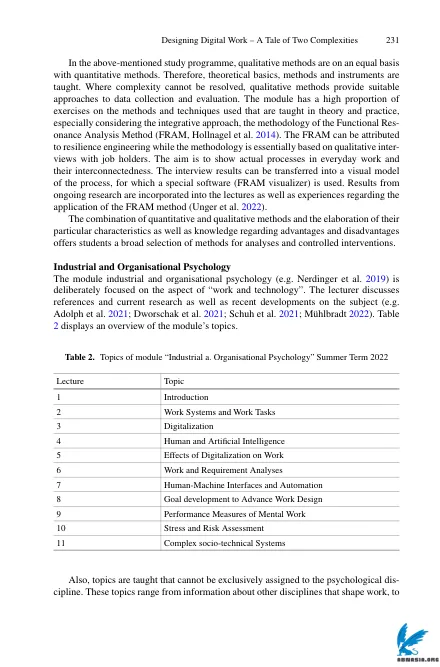 Designing Digital Work – A Tale of Two Complexities 231
In the above-mentioned study programme, qualitative methods are on an equal basis
with quantitative methods. Therefore, theoretical basics, methods and instruments are
taught. Where complexity cannot be resolved, qualitative methods provide suitable
approaches to data collection and evaluation. The module has a high proportion of
exercises on the methods and techniques used that are taught in theory and practice,
especially considering the integrative approach, the methodology of the Functional Res-
onance Analysis Method (FRAM, Hollnagel et al. 2014). The FRAM can be attributed
to resilience engineering while the methodology is essentially based on qualitative inter-
views with job holders. The aim is to show actual processes in everyday work and
their interconnectedness. The interview results can be transferred into a visual model
of the process, for which a special software (FRAM visualizer) is used. Results from
ongoing research are incorporated into the lectures as well as experiences regarding the
application of the FRAM method (Unger et al. 2022).
The combination of quantitative and qualitative methods and the elaboration of their
particular characteristics as well as knowledge regarding advantages and disadvantages
offers students a broad selection of methods for analyses and controlled interventions.
Industrial and Organisational Psychology
The module industrial and organisational psychology (e.g. Nerdinger et al. 2019) is
deliberately focused on the aspect of “work and technology”. The lecturer discusses
references and current research as well as recent developments on the subject (e.g.
Adolph et al. 2021; Dworschak et al. 2021; Schuh et al. 2021; Mühlbradt 2022). Table
2 displays an overview of the module’s topics.
Table 2. Topics of module “Industrial a. Organisational Psychology” Summer Term 2022
Lecture Topic
1 Introduction
2 Work Systems and Work Tasks
3 Digitalization
4 Human and Artificial Intelligence
5 Effects of Digitalization on Work
6 Work and Requirement Analyses
7 Human-Machine Interfaces and Automation
8 Goal development to Advance Work Design
9 Performance Measures of Mental Work
10 Stress and Risk Assessment
11 Complex socio-technical Systems
Also, topics are taught that cannot be exclusively assigned to the psychological dis-
cipline. These topics range from information about other disciplines that shape work, to